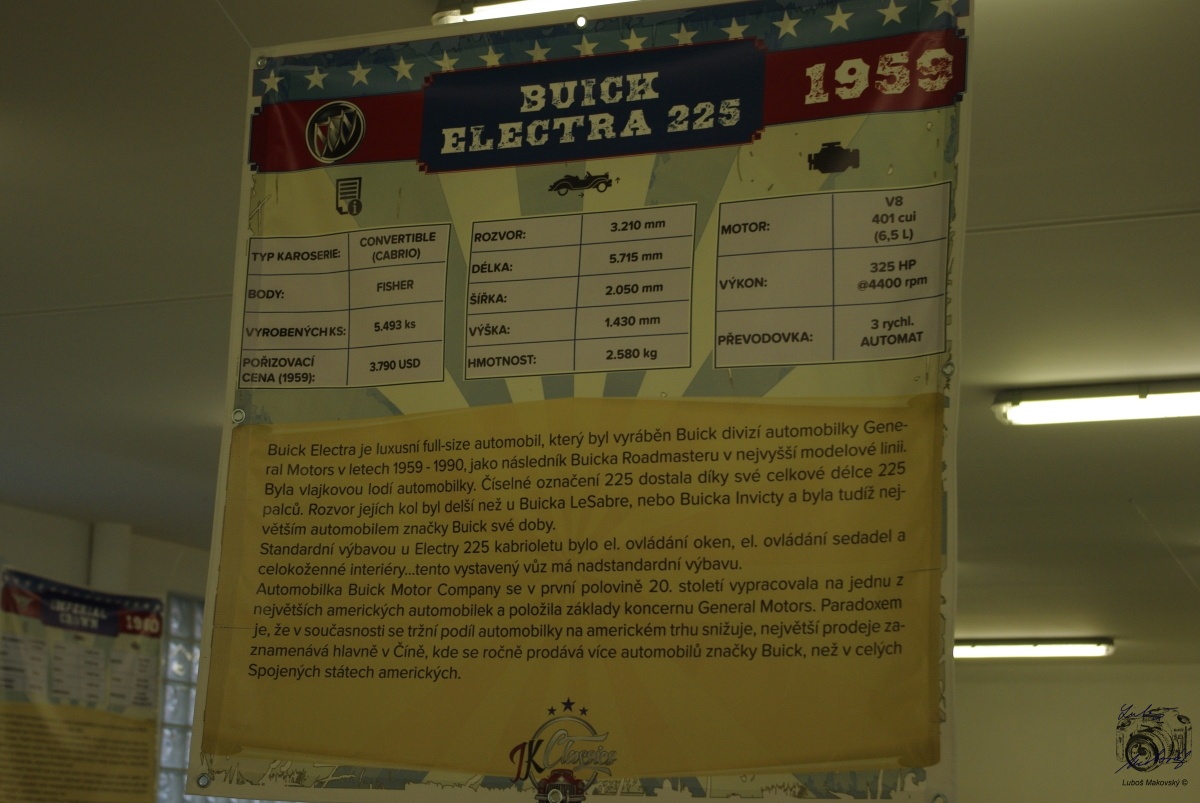 BUICK
ELECTRA 225
1959
TYP KAROSERIE: CONVERTIBLE
(CABRIO)
BODY: FISHER
VYROBENÝCH KS: 5.493 ks
POŘIZOVACÍ
CENA (1959): 3.790 USD
ROZVOR: 3.210 mm
DÉLKA: 5.715 mm
ŠÍŘKA: 2.050 mm
VÝŠKA: 1.430 mm
HMOTNOST: 2.580 kg
MOTOR: V8
401 cui
(6,5 L)
VÝKON: 325 HP
@4400 rpm
PŘEVODOVKA: 3 rychl.
AUTOMAT
Buick Electra je luxusní full-size automobil, který byl vyráběn Buick divizí automobilky Gene-
ral Motors v letech 1959 - 1990, jako následník Buicka Roadmasteru v nejvyšší modelové linii.
Byla vlajkovou lodí automobilky. Číselné označení 225 dostala díky své celkové délce 225
palců. Rozvor jejích kol byl delší než u Buicka LeSabre, nebo Buicka Invicty a byla tudíž nej-
větším automobilem značky Buick své doby.
Standardní výbavou u Electry 225 kabrioletu bylo el. ovládání oken, el. ovládání sedadel a
celokožené interiéry...tento vystavený vůz má nadstandardní výbavu.
Automobilka Buick Motor Company se v první polovině 20. století vypracovala na jednu z
největších amerických automobilek a položila základy koncernu General Motors. Paradoxem
je, že v současnosti se tržní podíl automobilky na americkém trhu snižuje, největší prodeje za-
znamenává hlavně v Číně, kde se ročně prodává více automobilů značky Buick, než v celých
Spojených státech amerických.
JK Classics
IMPERIAL
CROWN
1960
Luboš Makovský ©